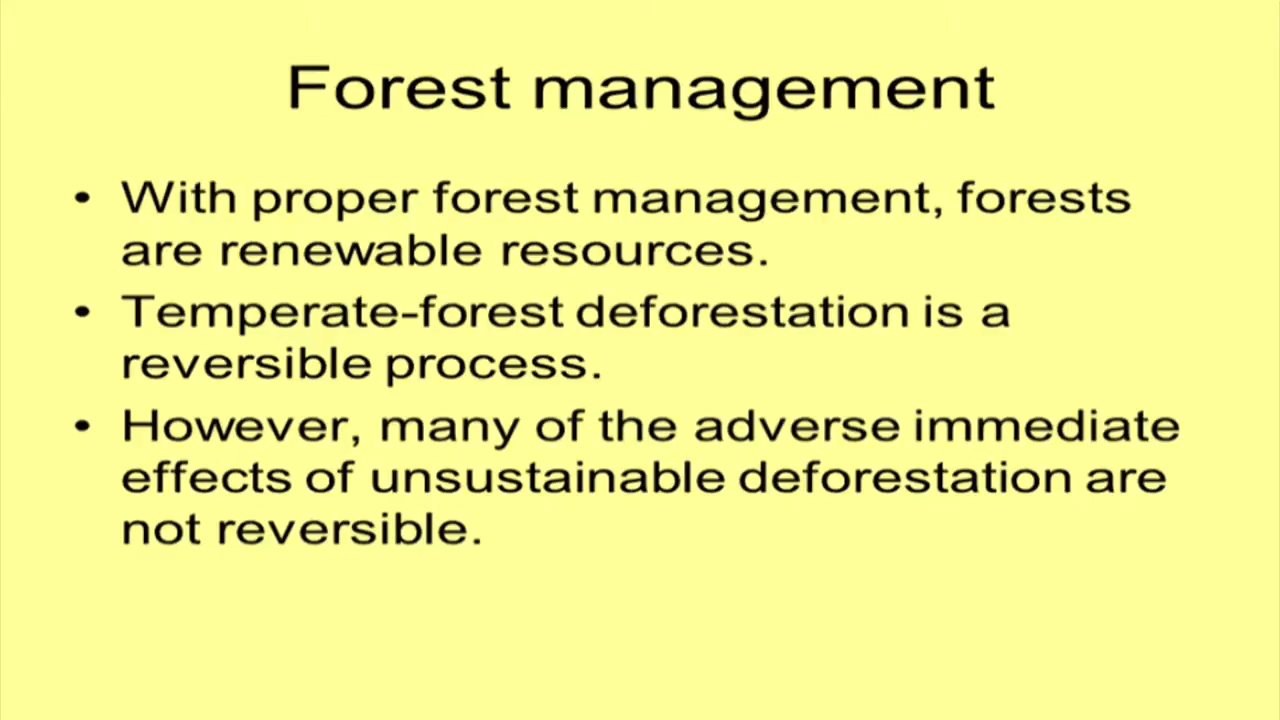 Forest management
• With proper forest management, forests
are renewable resources.
• Temperate-forest deforestation is a
reversible process.
• However, many of the adverse immediate
effects of unsustainable deforestation are
not reversible.